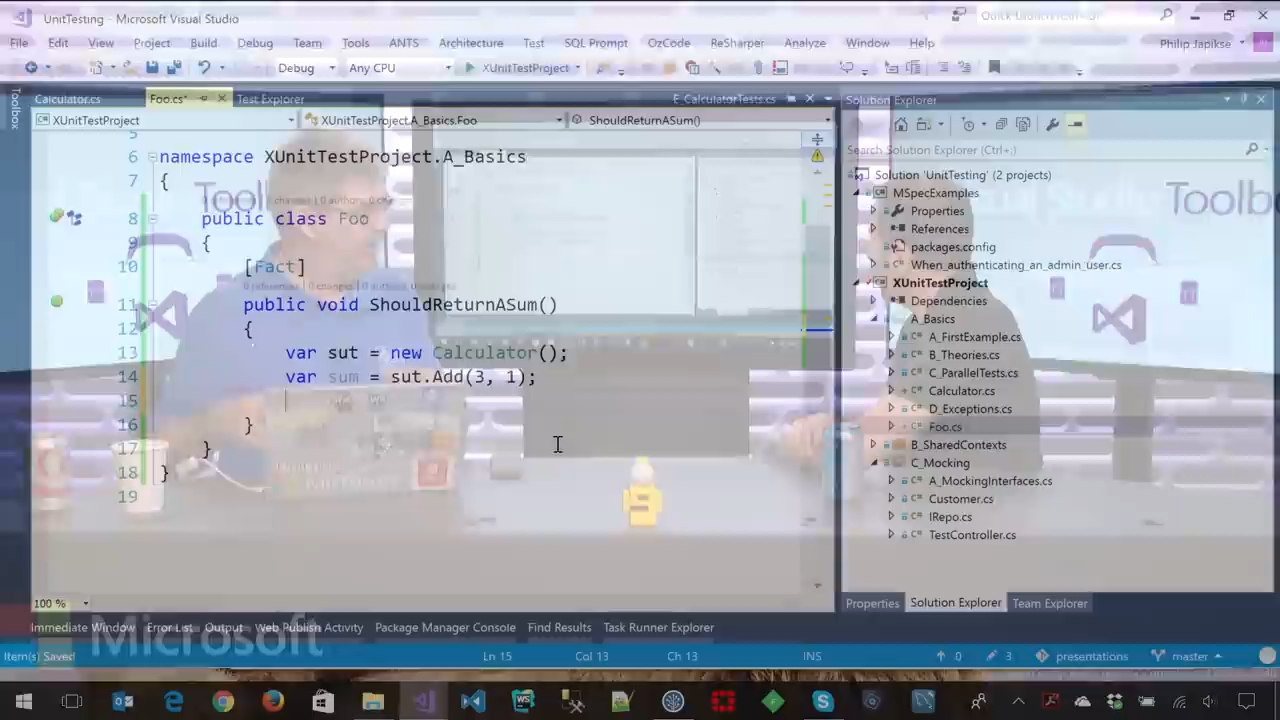 UnitTesting - Microsoft Visual Studio
Quick Launch (Ctrl+Q)
File Edit View Project Build Debug Team Tools ANTS Architecture Test SQL Prompt OzCode ReSharper Analyze Window Help
Philip Japikse
Debug Any CPU XUnitTestProject
Toolbox
Calculator.cs Foo.cs* Test Explorer E_CalculatorTests.cs
XUnitTestProject XUnitTestProject.A_Basics.Foo ShouldReturnASum()
5
6 namespace XUnitTestProject.A_Basics
7 {
8 public class Foo
9 {
10 [Fact]
11 public void ShouldReturnASum()
12 {
13 var sut = new Calculator();
14 var sum = sut.Add(3, 1);
15
16 }
17 }
18 }
19
100 %
Solution Explorer
Search Solution Explorer (Ctrl+;)
Solution 'UnitTesting' (2 projects)
MSpecExamples
Properties
References
packages.config
When_authenticating_an_admin_user.cs
XUnitTestProject
Dependencies
A_Basics
A_FirstExample.cs
B_Theories.cs
C_ParallelTests.cs
Calculator.cs
D_Exceptions.cs
Foo.cs
B_SharedContexts
C_Mocking
A_MockingInterfaces.cs
Customer.cs
IRepo.cs
TestController.cs
Properties Solution Explorer Team Explorer
Immediate Window Error List Output Web Publish Activity Package Manager Console Find Results Task Runner Explorer
Microsoft
Item(s) Saved Ln 15 Col 13 Ch 13 INS 0 3 presentations master